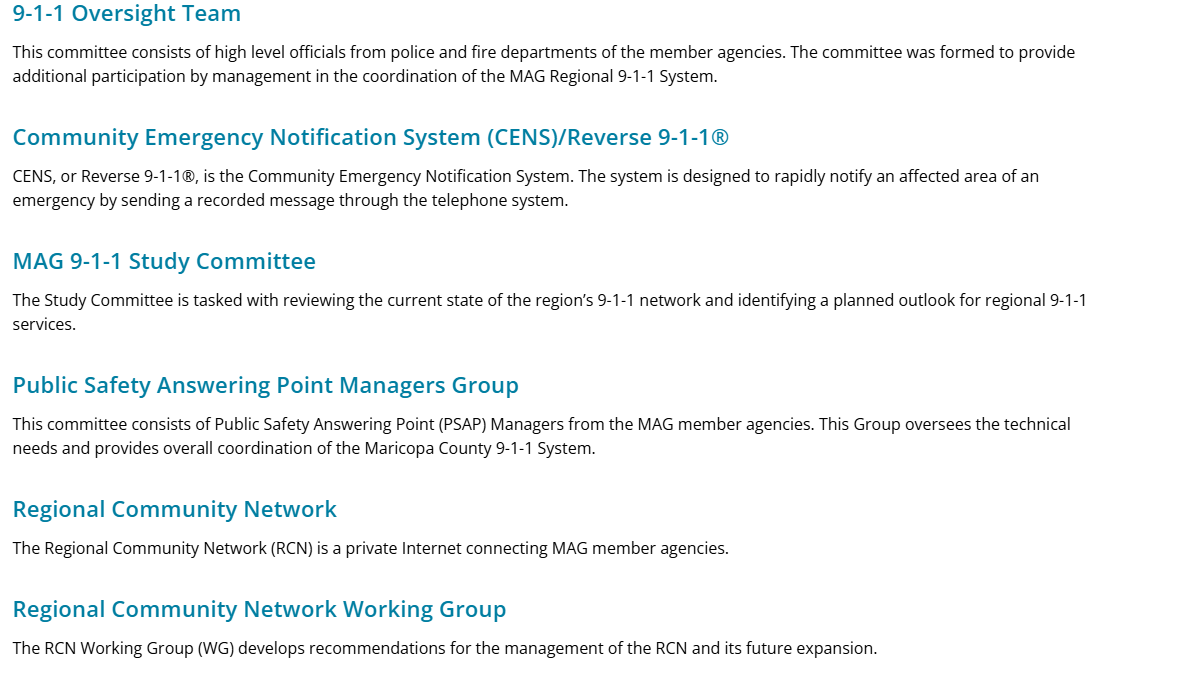 9-1-1 Oversight Team
This committee consists of high level officials from police and fire departments of the member agencies. The committee was formed to provide
additional participation by management in the coordination of the MAG Regional 9-1-1 System.
Community Emergency Notification System (CENS)/Reverse 9-1-1®
CENS, or Reverse 9-1-1®, is the Community Emergency Notification System. The system is designed to rapidly notify an affected area of an
emergency by sending a recorded message through the telephone system.
MAG 9-1-1 Study Committee
The Study Committee is tasked with reviewing the current state of the region’s 9-1-1 network and identifying a planned outlook for regional 9-1-1
services.
Public Safety Answering Point Managers Group
This committee consists of Public Safety Answering Point (PSAP) Managers from the MAG member agencies. This Group oversees the technical
needs and provides overall coordination of the Maricopa County 9-1-1 System.
Regional Community Network
The Regional Community Network (RCN) is a private Internet connecting MAG member agencies.
Regional Community Network Working Group
The RCN Working Group (WG) develops recommendations for the management of the RCN and its future expansion.